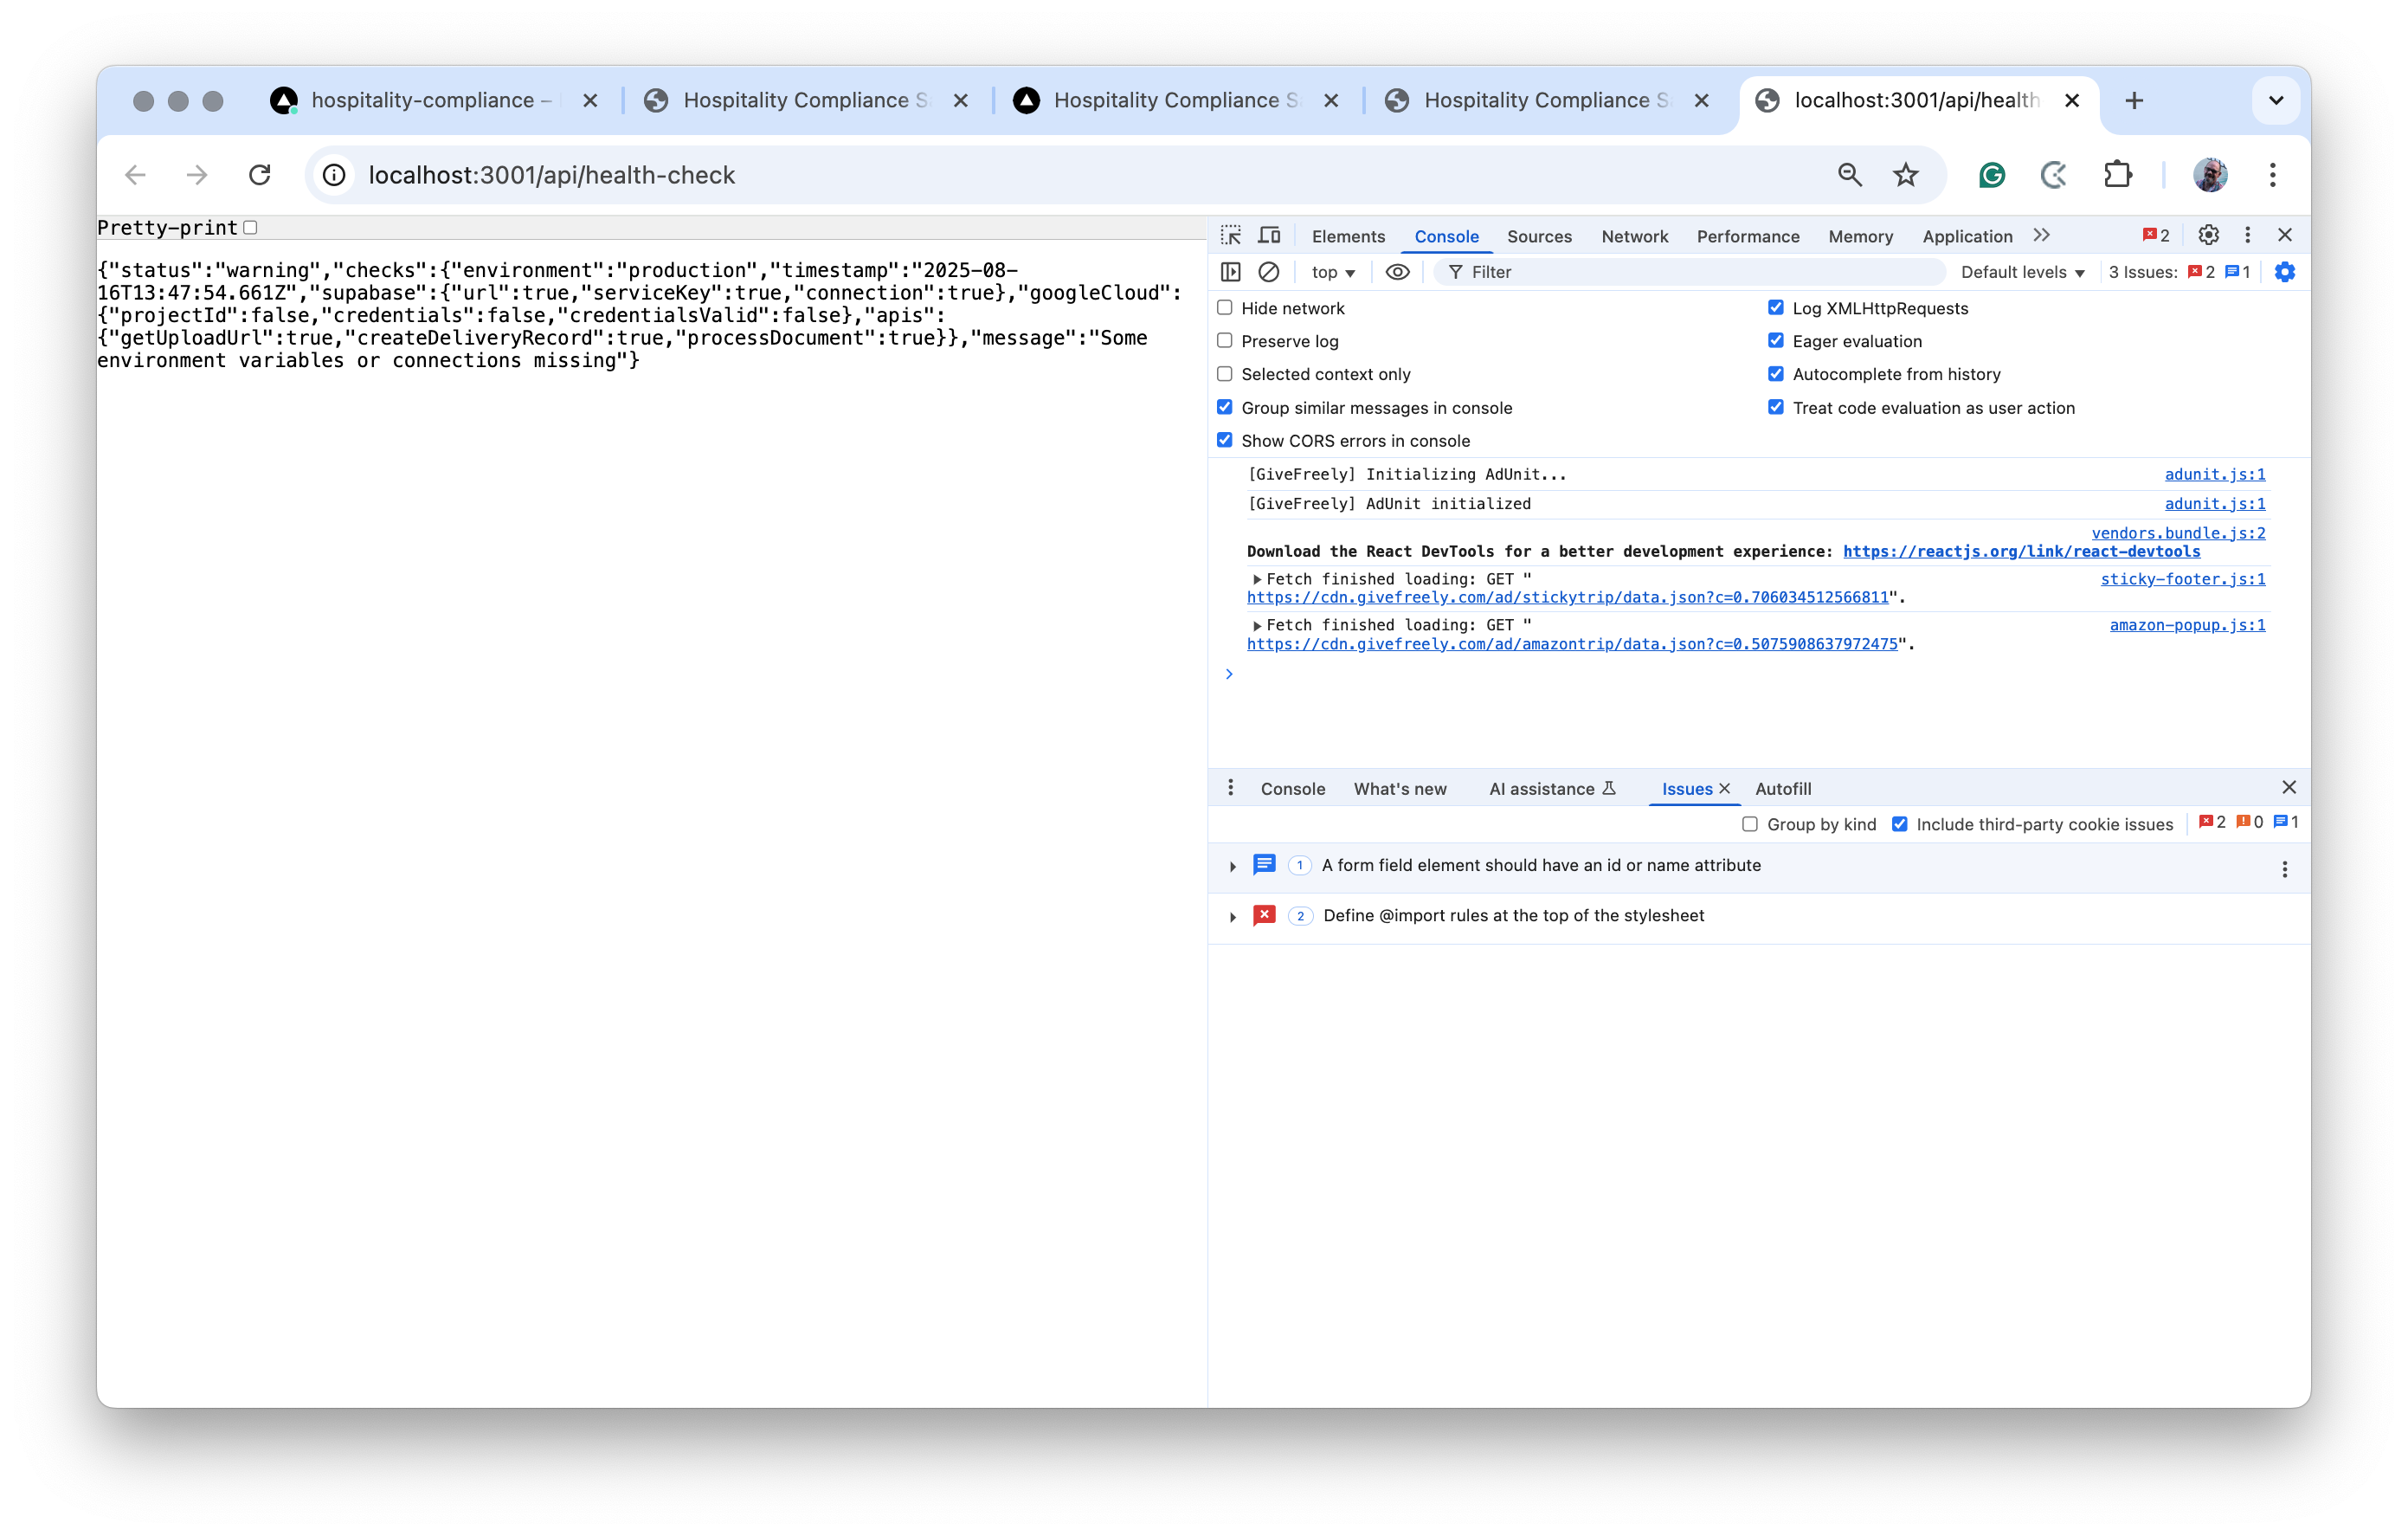 hospitality-compliance –
Hospitality Compliance S
Hospitality Compliance S
Hospitality Compliance S
localhost:3001/api/health
localhost:3001/api/health-check
Pretty-print
{"status":"warning","checks":{"environment":"production","timestamp":"2025-08-
16T13:47:54.661Z","supabase":{"url":true,"serviceKey":true,"connection":true},"googleCloud":
{"projectId":false,"credentials":false,"credentialsValid":false},"apis":
{"getUploadUrl":true,"createDeliveryRecord":true,"processDocument":true}},"message":"Some
environment variables or connections missing"}
Elements Console Sources Network Performance Memory Application 2
top Filter Default levels 3 Issues: 2 1
Hide network Log XMLHttpRequests
Preserve log Eager evaluation
Selected context only Autocomplete from history
Group similar messages in console Treat code evaluation as user action
Show CORS errors in console
[GiveFreely] Initializing AdUnit... adunit.js:1
[GiveFreely] AdUnit initialized adunit.js:1
vendors.bundle.js:2
Download the React DevTools for a better development experience: https://reactjs.org/link/react-devtools
Fetch finished loading: GET " sticky-footer.js:1
https://cdn.givefreely.com/ad/stickytrip/data.json?c=0.706034512566811".
Fetch finished loading: GET " amazon-popup.js:1
https://cdn.givefreely.com/ad/amazontrip/data.json?c=0.5075908637972475".
Console What's new AI assistance Issues Autofill
Group by kind Include third-party cookie issues 2 0 1
1 A form field element should have an id or name attribute
2 Define @import rules at the top of the stylesheet